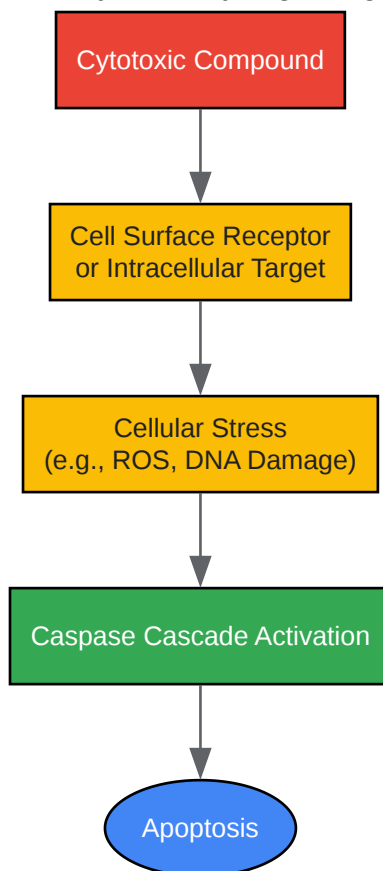 Cytotoxic Compound
Cell Surface Receptor
or Intracellular Target
Cellular Stress
(e.g., ROS, DNA Damage)
Caspase Cascade Activation
Apoptosis